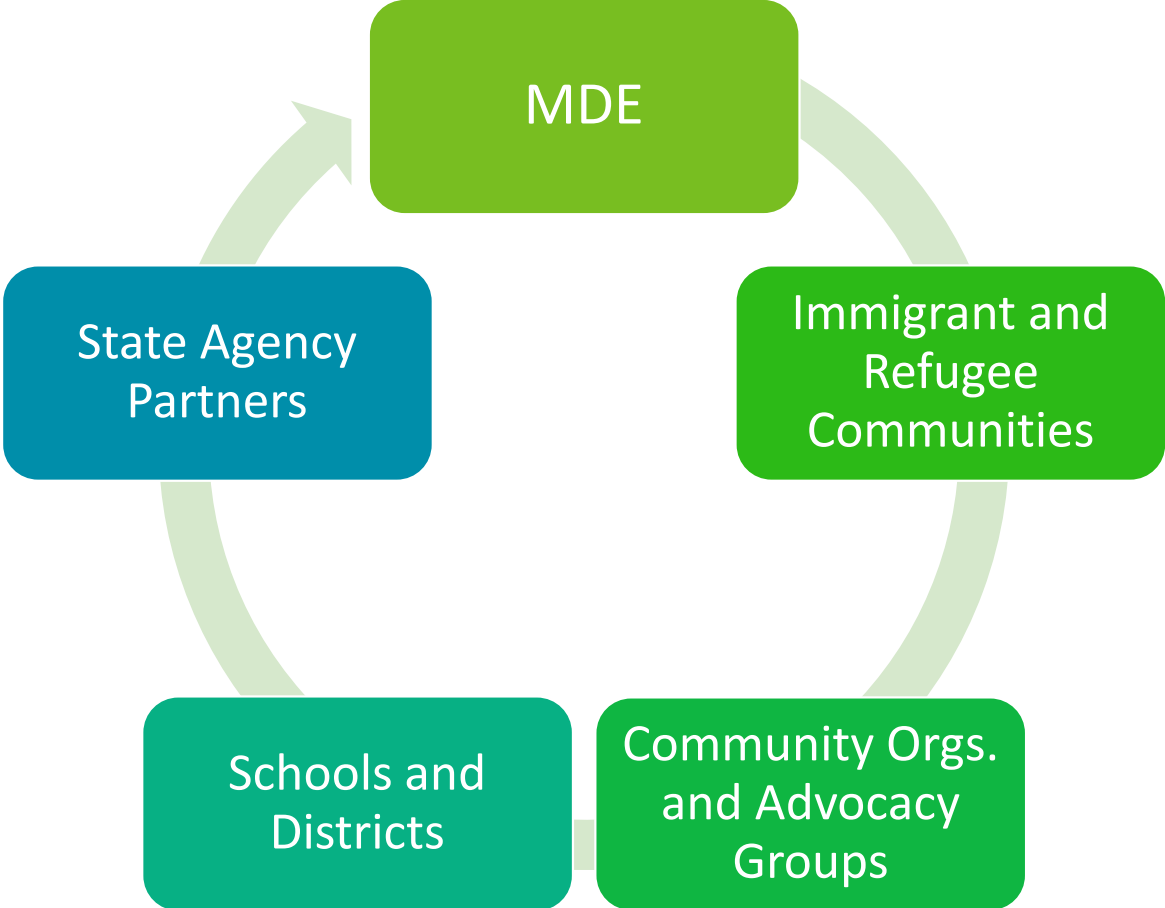 MDE
Immigrant and
Refugee
Communities
Community Orgs.
and Advocacy
Groups
Schools and
Districts
State Agency
Partners